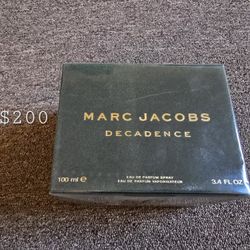 $200
MARC JACOBS
DECADENCE
EAU DE PARFUM SPRAY
EAU DE PARFUM VAPORISATEUR
100 ml e 3.4 FL OZ